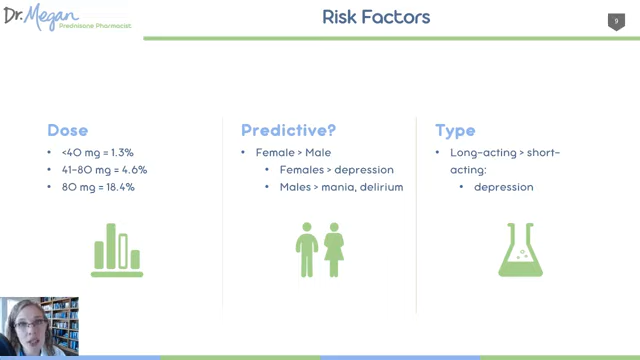 Dr. Megan
Prednisone Pharmacist
Risk Factors
9
Dose
• <40 mg = 1.3%
• 41-80 mg = 4.6%
• 80 mg = 18.4%
Predictive?
• Female > Male
• Females > depression
• Males > mania, delirium
Type
• Long-acting > short-
acting:
• depression